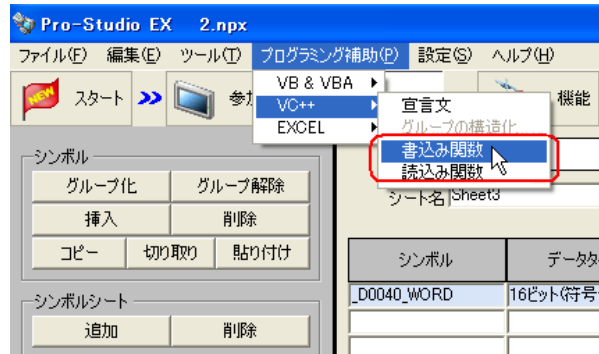 Pro-Studio EX 2.npx
ファイル(F) 編集(E) ツール(T) プログラミング補助(P) 設定(S) ヘルプ(H)
NEW スタート 機能
VB & VBA
VC++
EXCEL
宣言文
グループの構造化
書込み関数
読込み関数
シンボル
グループ化 グループ解除
挿入 削除
コピー 切り取り 貼り付け
シンボルシート
追加 削除
シート名 Sheet3
シンボル データタ
_D0040_WORD 16ビット(符号